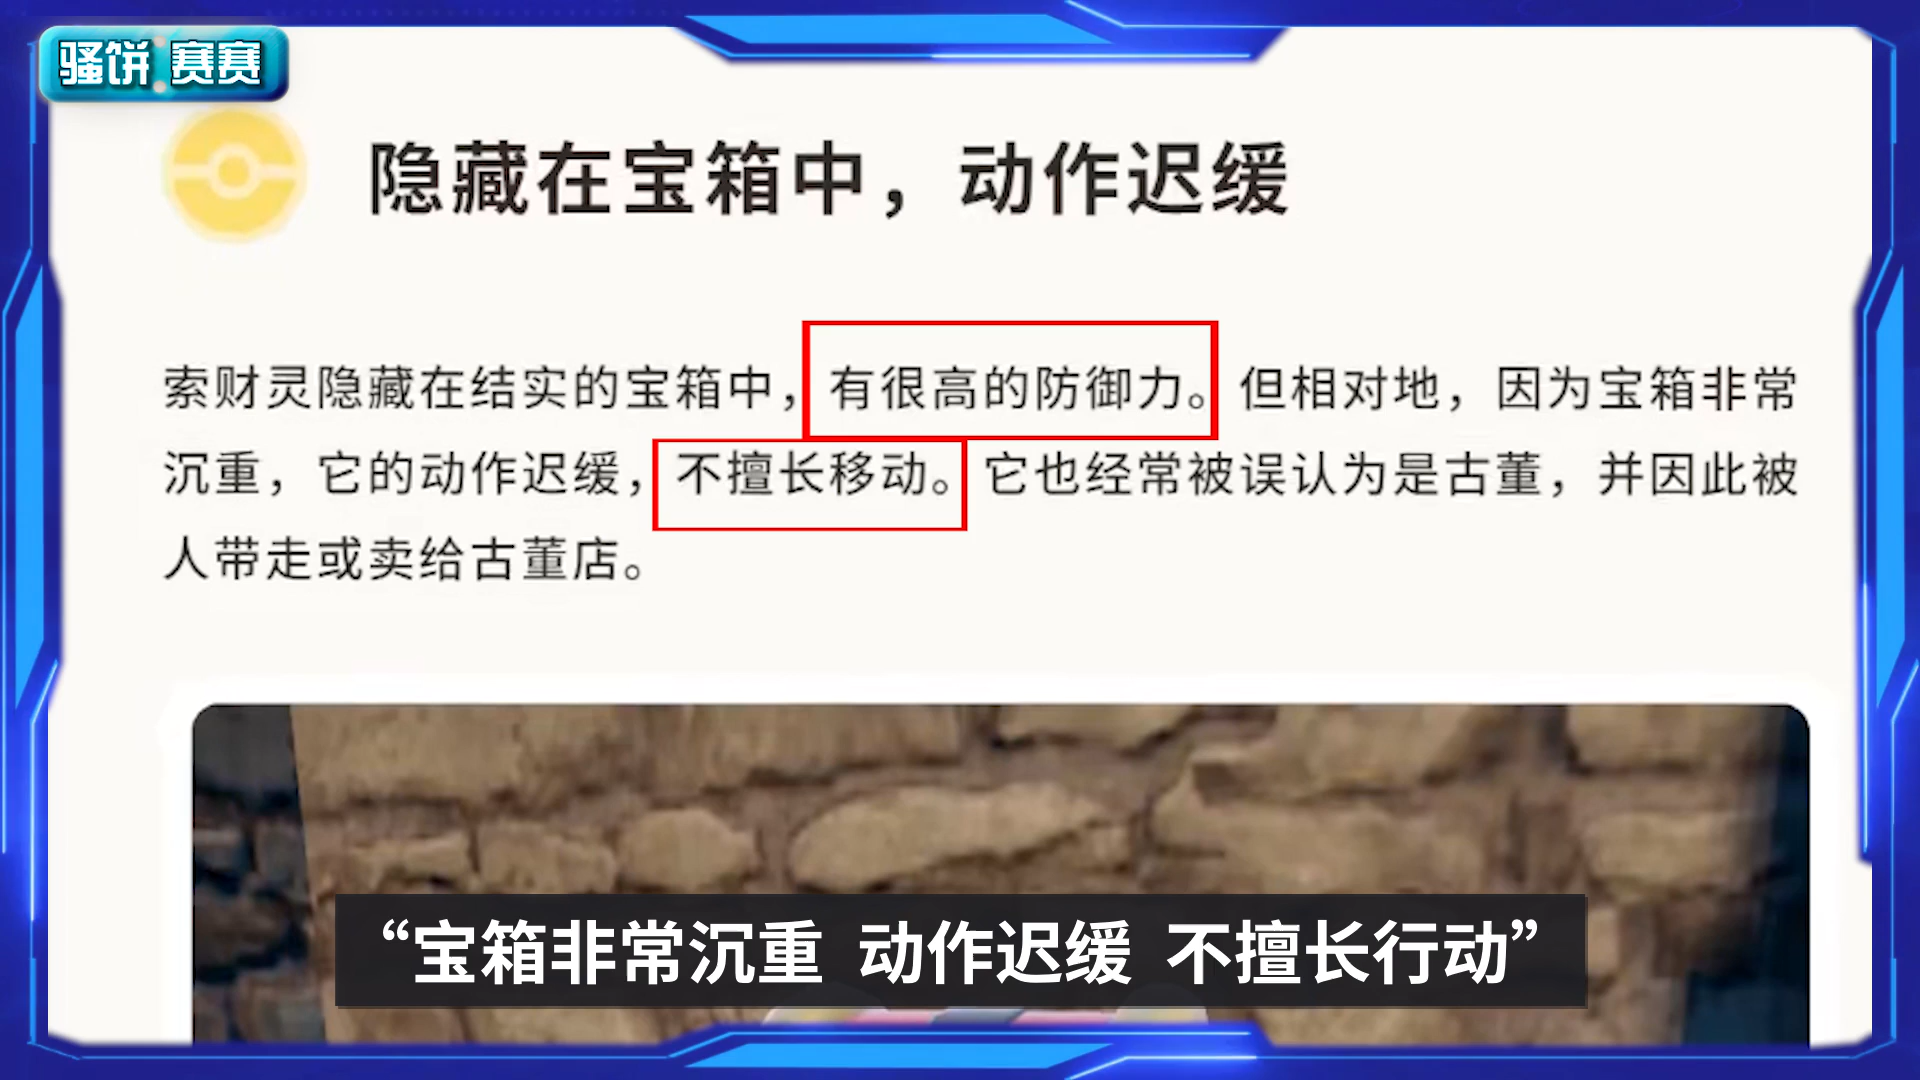 骚饼 赛赛
隐藏在宝箱中，动作迟缓
索财灵隐藏在结实的宝箱中，有很高的防御力。但相对地，因为宝箱非常
沉重，它的动作迟缓，不擅长移动。它也经常被误认为是古董，并因此被
人带走或卖给古董店。
“宝箱非常沉重 动作迟缓 不擅长行动”